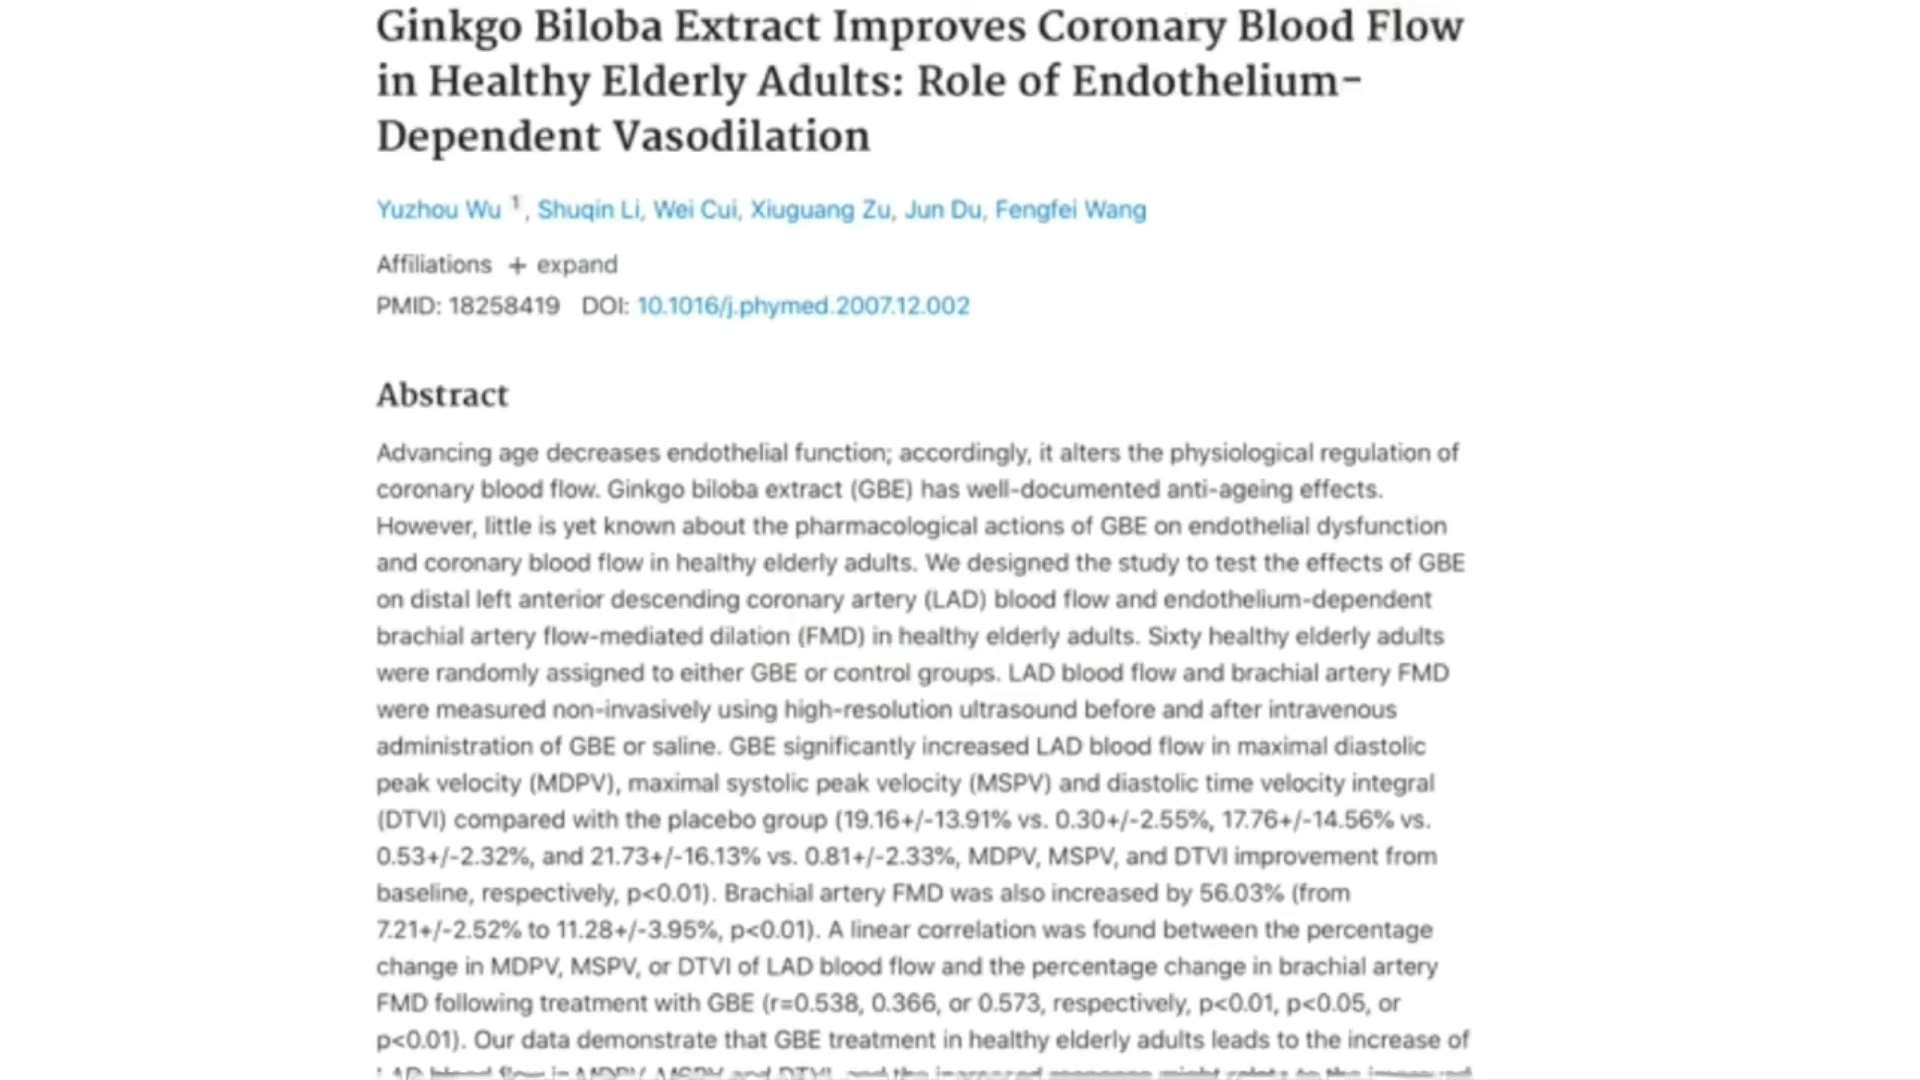 Ginkgo Biloba Extract Improves Coronary Blood Flow
in Healthy Elderly Adults: Role of Endothelium-
Dependent Vasodilation
Yuzhou Wu 1, Shuqin Li, Wei Cui, Xiuguang Zu, Jun Du, Fengfei Wang
Affiliations + expand
PMID: 18258419 DOI: 10.1016/j.phymed.2007.12.002
Abstract
Advancing age decreases endothelial function; accordingly, it alters the physiological regulation of
coronary blood flow. Ginkgo biloba extract (GBE) has well-documented anti-ageing effects.
However, little is yet known about the pharmacological actions of GBE on endothelial dysfunction
and coronary blood flow in healthy elderly adults. We designed the study to test the effects of GBE
on distal left anterior descending coronary artery (LAD) blood flow and endothelium-dependent
brachial artery flow-mediated dilation (FMD) in healthy elderly adults. Sixty healthy elderly adults
were randomly assigned to either GBE or control groups. LAD blood flow and brachial artery FMD
were measured non-invasively using high-resolution ultrasound before and after intravenous
administration of GBE or saline. GBE significantly increased LAD blood flow in maximal diastolic
peak velocity (MDPV), maximal systolic peak velocity (MSPV) and diastolic time velocity integral
(DTVI) compared with the placebo group (19.16+/-13.91% vs. 0.30+/-2.55%, 17.76+/-14.56% vs.
0.53+/-2.32%, and 21.73+/-16.13% vs. 0.81+/-2.33%, MDPV, MSPV, and DTVI improvement from
baseline, respectively, p<0.01). Brachial artery FMD was also increased by 56.03% (from
7.21+/-2.52% to 11.28+/-3.95%, p<0.01). A linear correlation was found between the percentage
change in MDPV, MSPV, or DTVI of LAD blood flow and the percentage change in brachial artery
FMD following treatment with GBE (r=0.538, 0.366, or 0.573, respectively, p<0.01, p<0.05, or
p<0.01). Our data demonstrate that GBE treatment in healthy elderly adults leads to the increase of